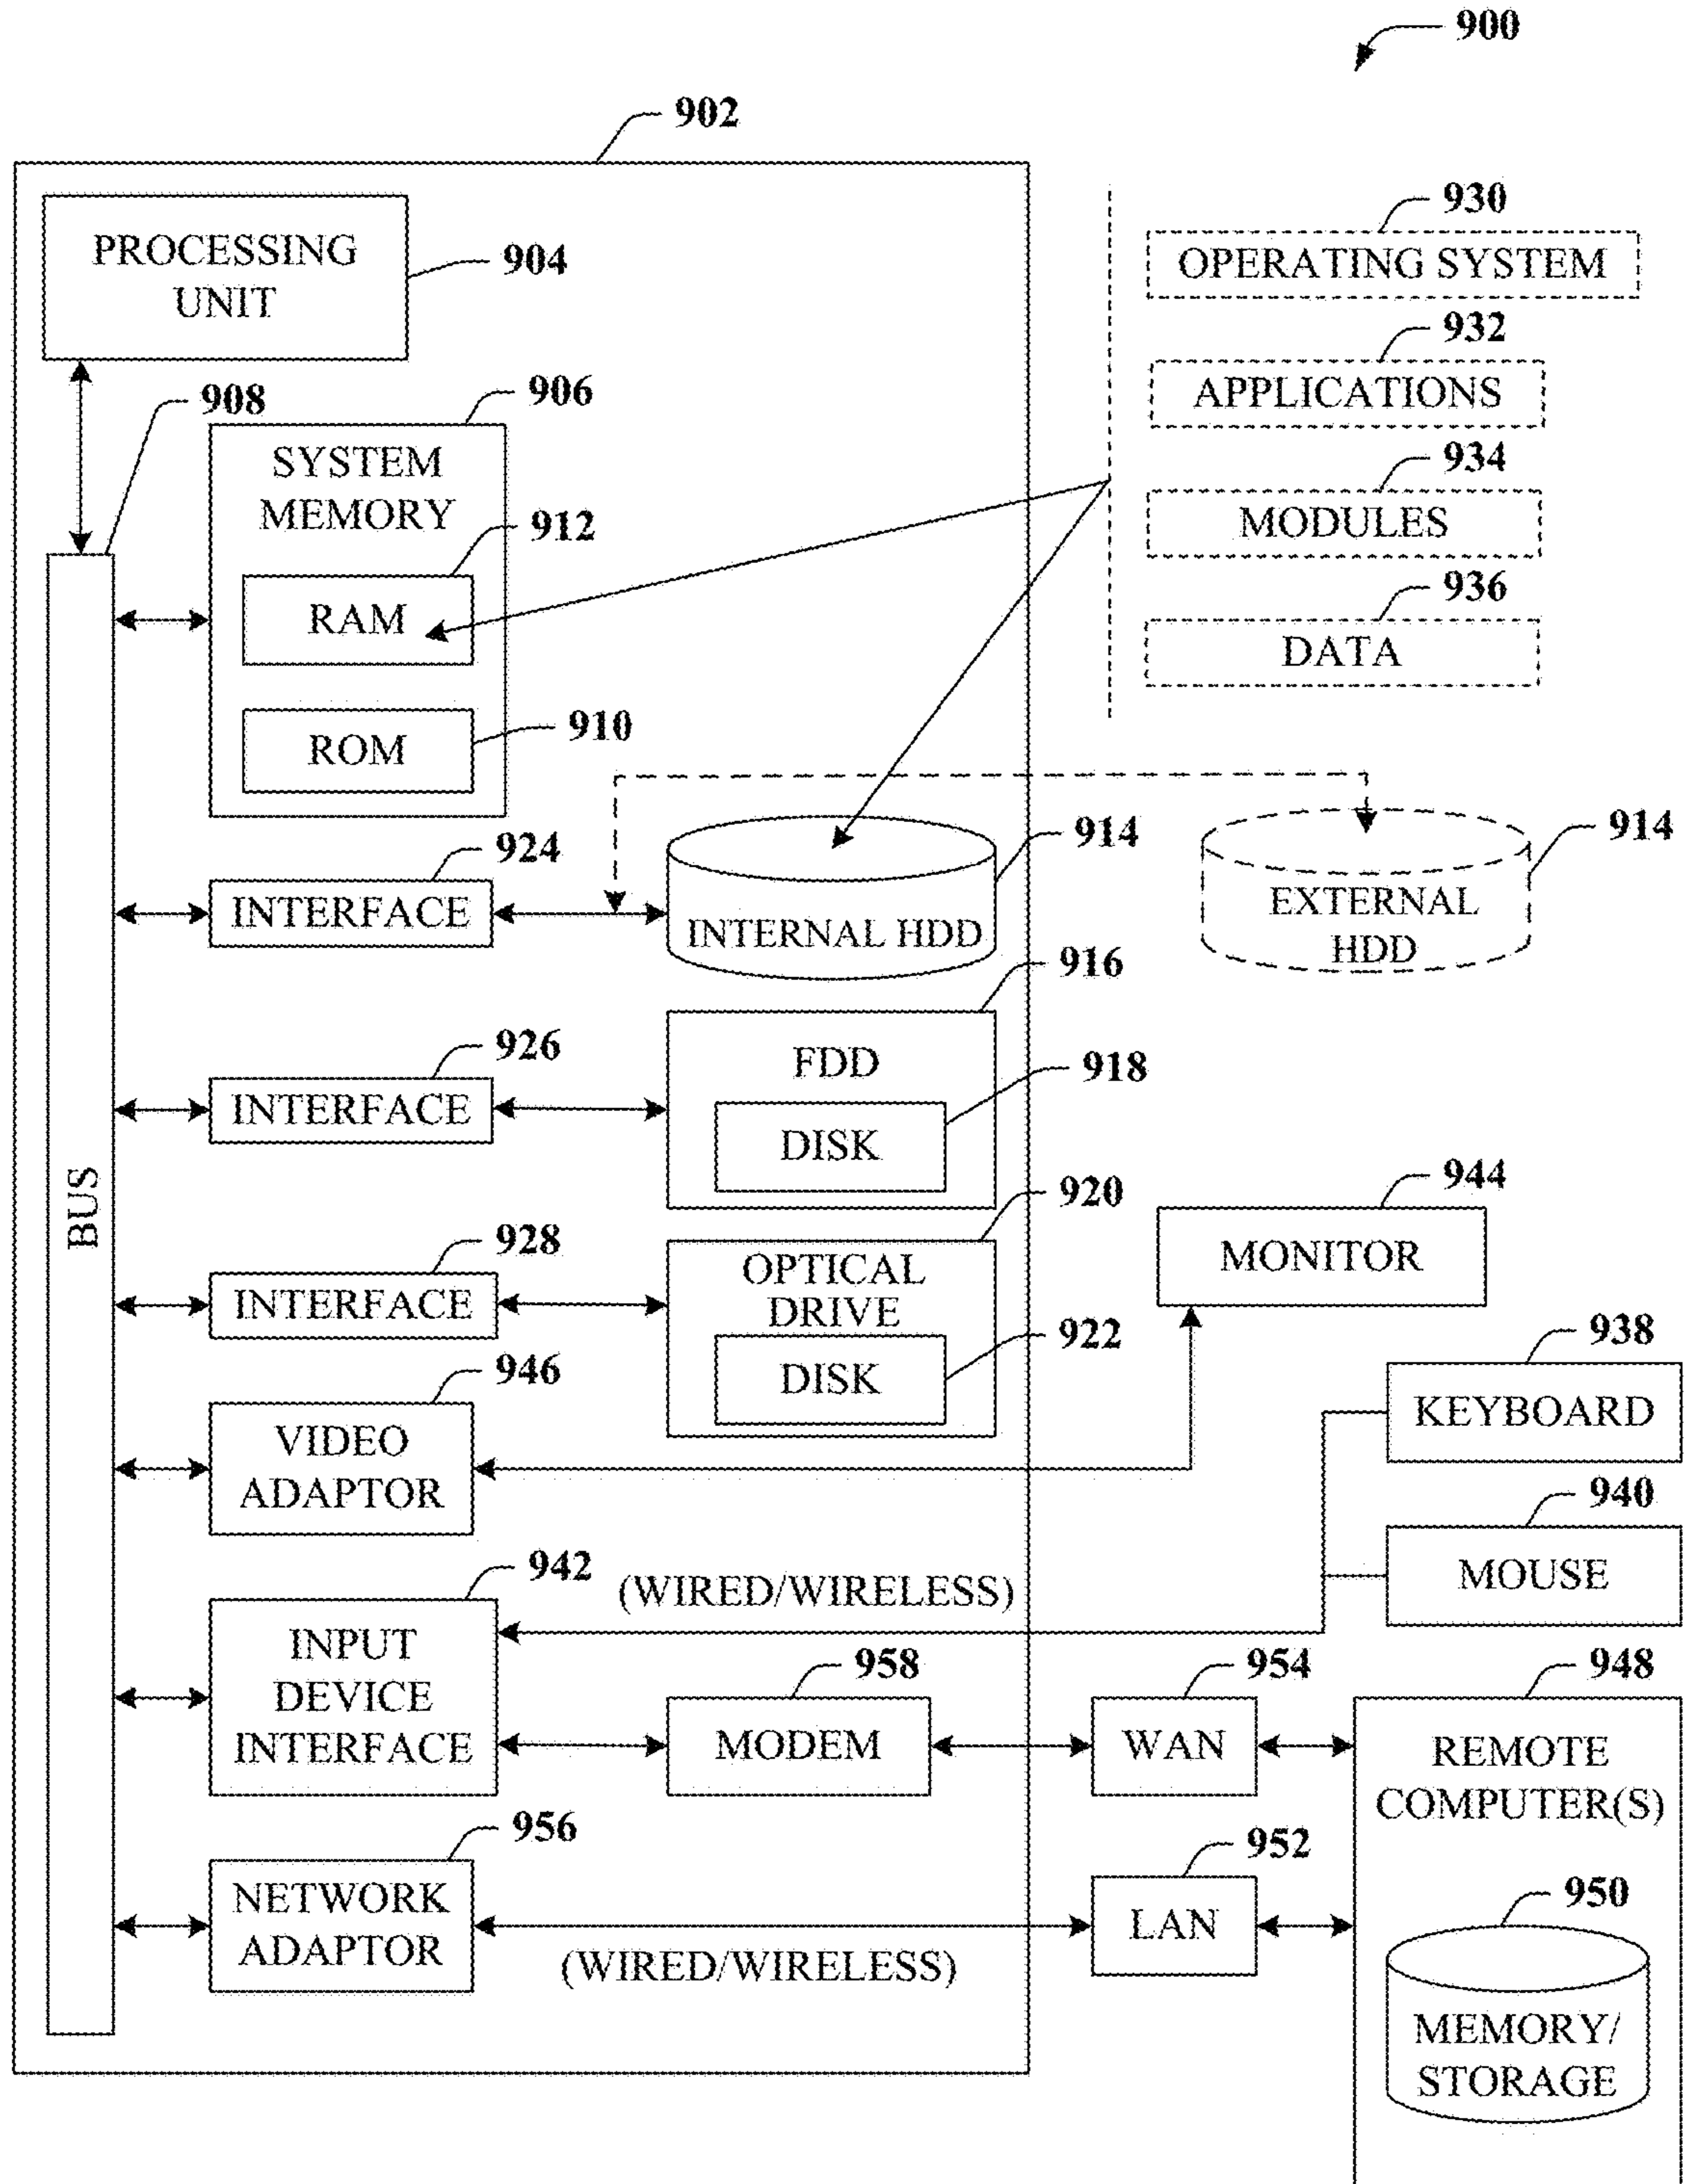 900
902
PROCESSING
UNIT
904
930
OPERATING SYSTEM
932
APPLICATIONS
934
MODULES
936
DATA
908
906
SYSTEM
MEMORY
912
RAM
910
ROM
BUS
924
INTERFACE
914
INTERNAL HDD
914
EXTERNAL
HDD
926
INTERFACE
916
FDD
918
DISK
928
INTERFACE
920
OPTICAL
DRIVE
922
DISK
944
MONITOR
946
VIDEO
ADAPTOR
938
KEYBOARD
940
MOUSE
942
INPUT
DEVICE
INTERFACE
(WIRED/WIRELESS)
958
MODEM
954
WAN
948
REMOTE
COMPUTER(S)
956
NETWORK
ADAPTOR
(WIRED/WIRELESS)
952
LAN
950
MEMORY/
STORAGE